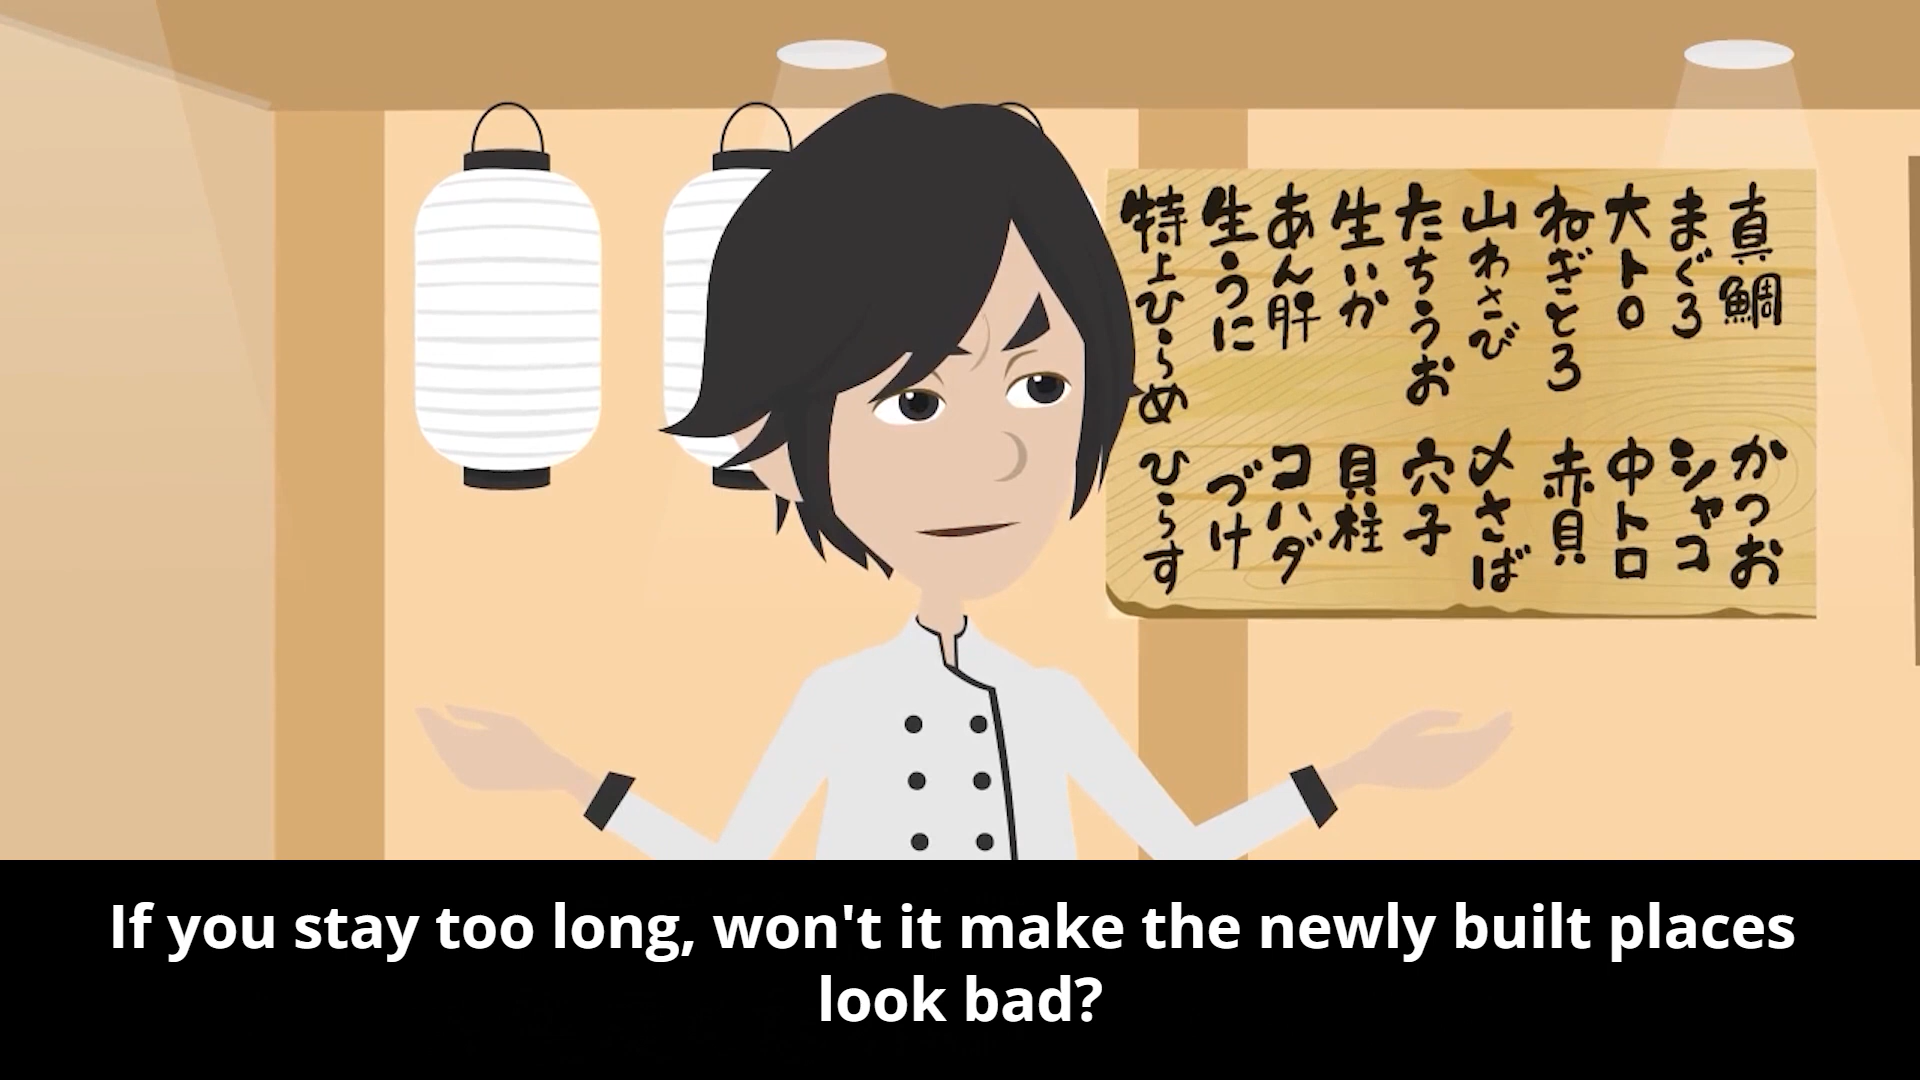 真鯛
まぐろ
大トロ
ねぎとろ
山わさび
たちうお
生いか
あん肝
生うに
特上ひらめ
かつお
シャコ
中トロ
赤貝
〆さば
穴子
貝柱
コハダ
づけ
ひらす
If you stay too long, won't it make the newly built places
look bad?